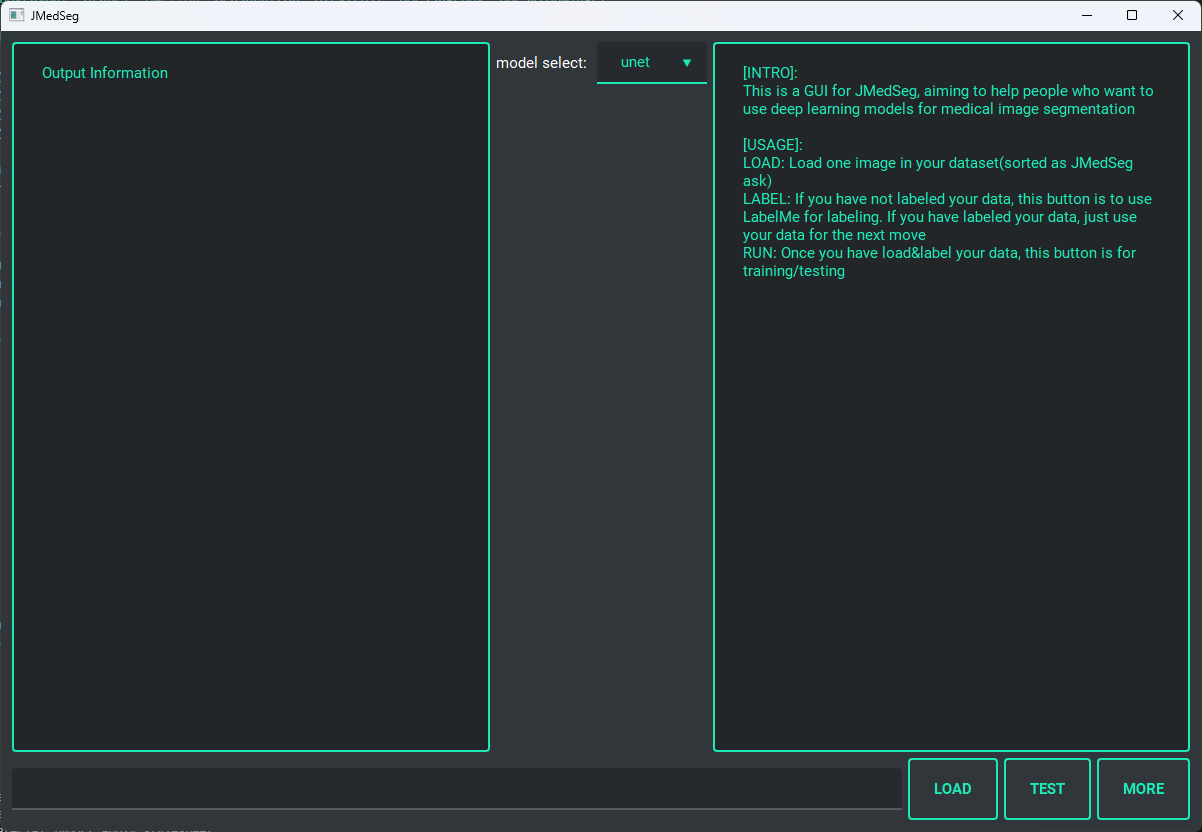 JMedSeg
Output Information
model select:
unet
[INTRO]:
This is a GUI for JMedSeg, aiming to help people who want to
use deep learning models for medical image segmentation
[USAGE]:
LOAD: Load one image in your dataset(sorted as JMedSeg
ask)
LABEL: If you have not labeled your data, this button is to use
LabelMe for labeling. If you have labeled your data, just use
your data for the next move
RUN: Once you have load&label your data, this button is for
training/testing
LOAD
TEST
MORE